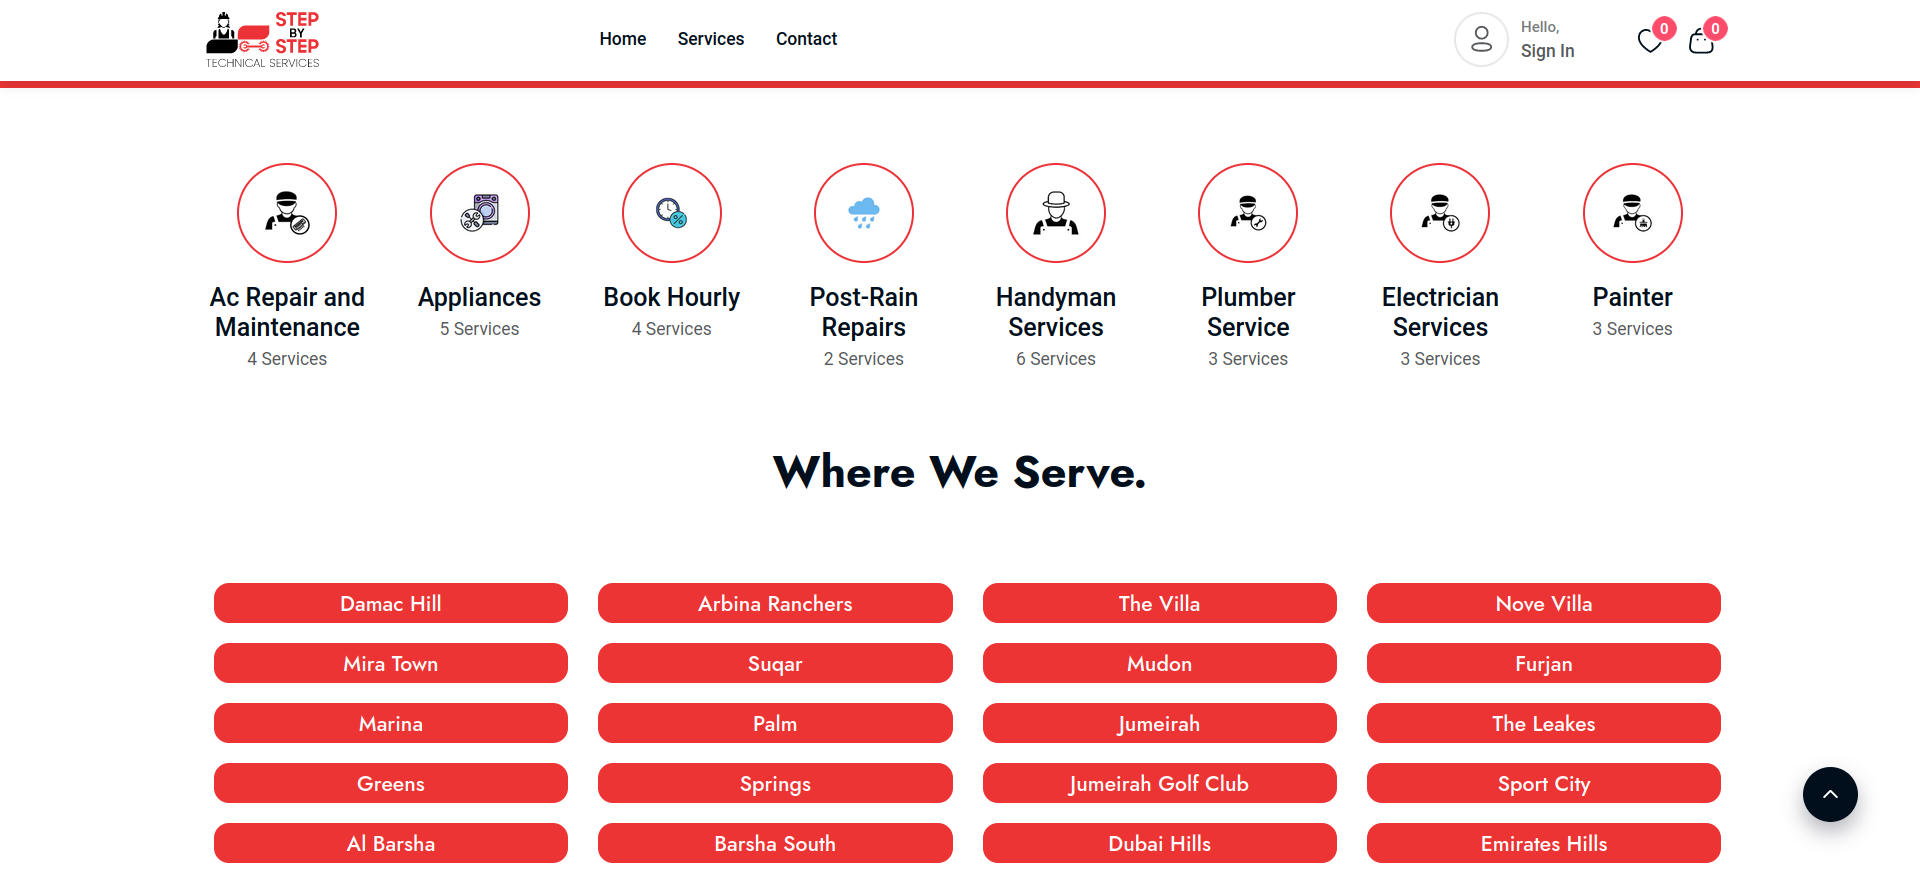 STEP
BY
STEP
TECHNICAL SERVICES
Home
Services
Contact
Hello,
Sign In
0
0
Ac Repair and
Maintenance
4 Services
Appliances
5 Services
Book Hourly
4 Services
Post-Rain
Repairs
2 Services
Handyman
Services
6 Services
Plumber
Service
3 Services
Electrician
Services
3 Services
Painter
3 Services
Where We Serve.
Damac Hill
Arbina Ranchers
The Villa
Nove Villa
Mira Town
Suqar
Mudon
Furjan
Marina
Palm
Jumeirah
The Leakes
Greens
Springs
Jumeirah Golf Club
Sport City
Al Barsha
Barsha South
Dubai Hills
Emirates Hills